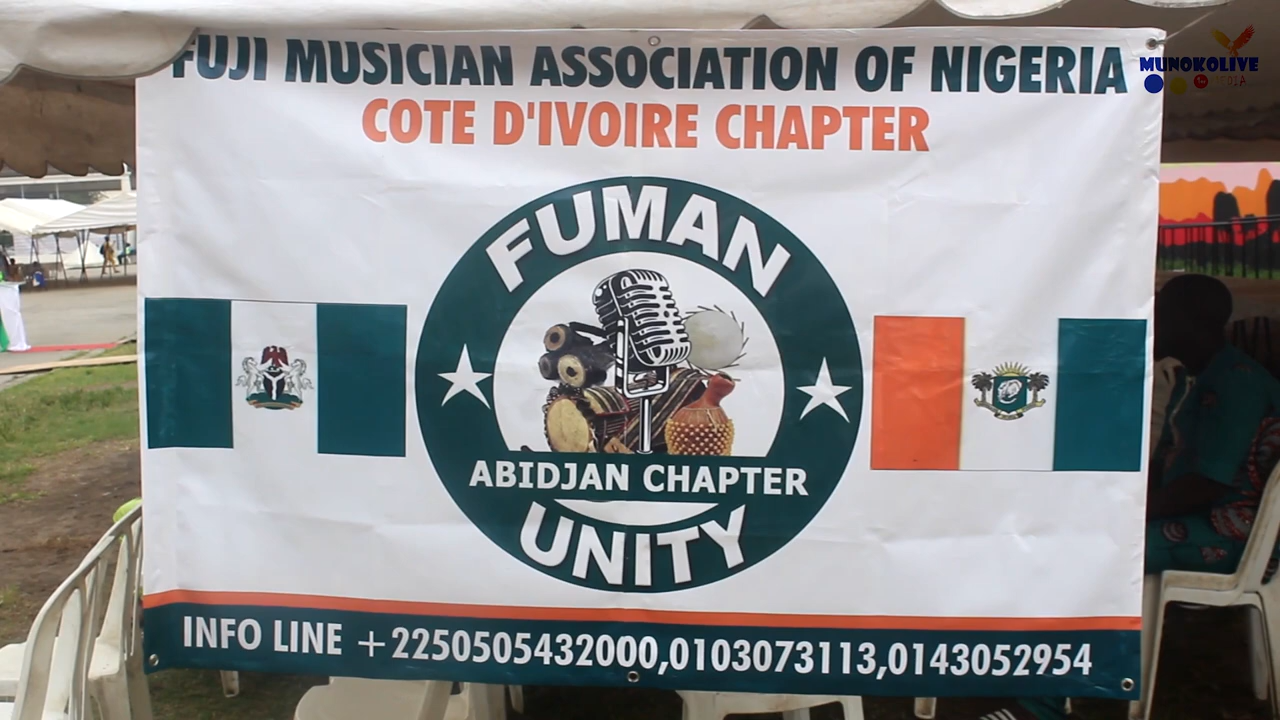 FUJI MUSICIAN ASSOCIATION OF NIGERIA
COTE D'IVOIRE CHAPTER
FUMAN
ABIDJAN CHAPTER
UNITY
INFO LINE +2250505432000,0103073113,0143052954
MUNOKOLIVE